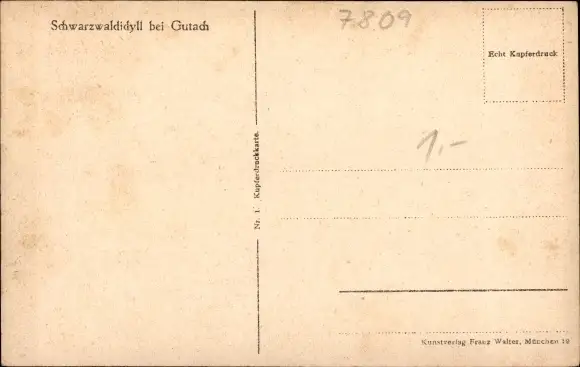 Schwarzwaldidyll bei Gutach
7809
Echt Kupferdruck
1,-
Nr. 1. Kupferdruckkarte.
Kunstverlag Franz Walter, München 19